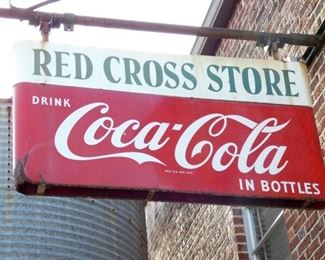 RED CROSS STORE
DRINK
Coca-Cola
IN BOTTLES